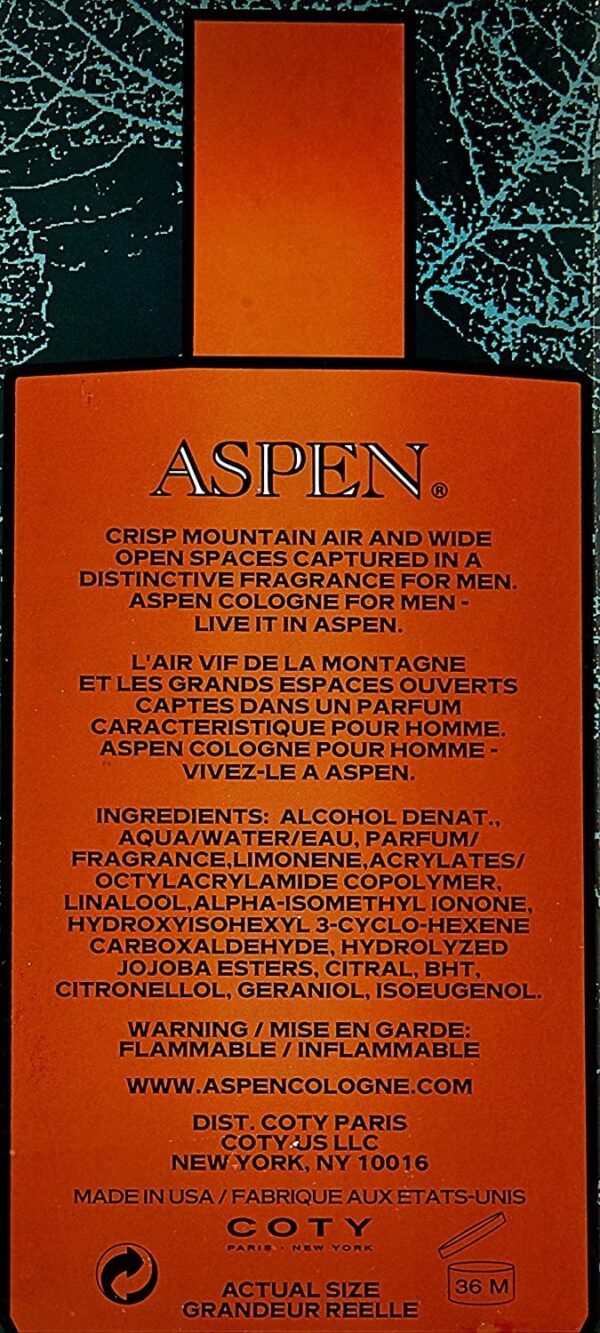 ASPEN®
CRISP MOUNTAIN AIR AND WIDE
OPEN SPACES CAPTURED IN A
DISTINCTIVE FRAGRANCE FOR MEN.
ASPEN COLOGNE FOR MEN -
LIVE IT IN ASPEN.
L'AIR VIF DE LA MONTAGNE
ET LES GRANDS ESPACES OUVERTS
CAPTES DANS UN PARFUM
CARACTERISTIQUE POUR HOMME.
ASPEN COLOGNE POUR HOMME -
VIVEZ-LE A ASPEN.
INGREDIENTS: ALCOHOL DENAT.,
AQUA/WATER/EAU, PARFUM/
FRAGRANCE,LIMONENE,ACRYLATES/
OCTYLACRYLAMIDE COPOLYMER,
LINALOOL,ALPHA-ISOMETHYL IONONE,
HYDROXYISOHEXYL 3-CYCLO-HEXENE
CARBOXALDEHYDE, HYDROLYZED
JOJOBA ESTERS, CITRAL, BHT,
CITRONELLOL, GERANIOL, ISOEUGENOL.
WARNING / MISE EN GARDE:
FLAMMABLE / INFLAMMABLE
WWW.ASPENCOLOGNE.COM
DIST. COTY PARIS
COTY US LLC
NEW YORK, NY 10016
MADE IN USA / FABRIQUE AUX ETATS-UNIS
COTY
PARIS · NEW YORK
36 M
ACTUAL SIZE
GRANDEUR REELLE